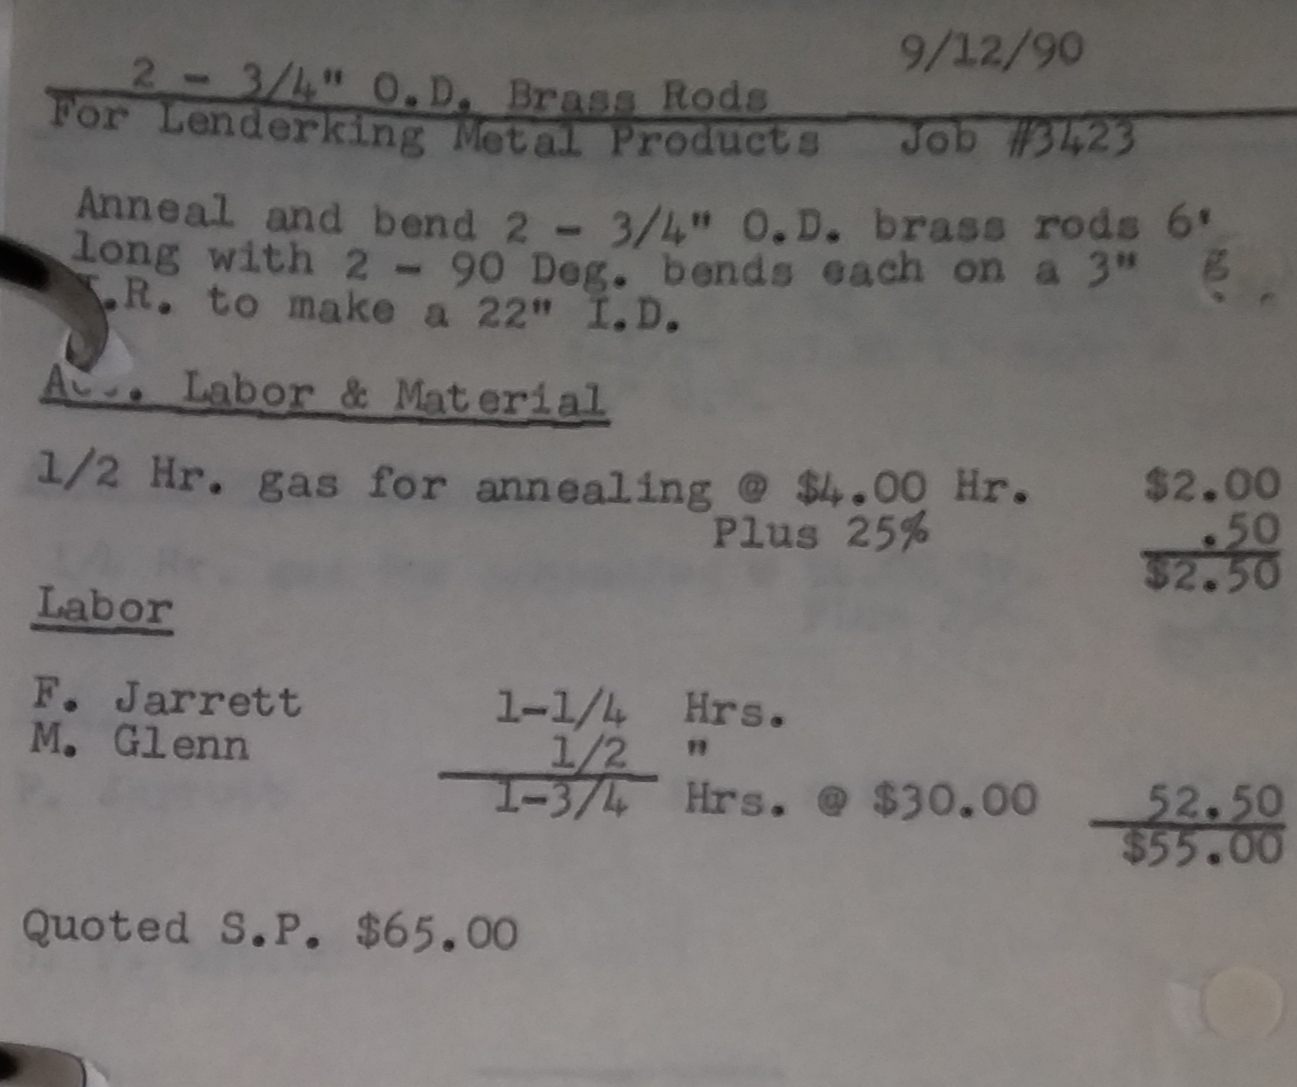 9/12/90
2 - 3/4" O.D. Brass Rods
For Lenderking Metal Products Job #3423
Anneal and bend 2 - 3/4" O.D. brass rods 6'
long with 2 - 90 Deg. bends each on a 3"
.R. to make a 22" I.D.
Labor & Material
1/2 Hr. gas for annealing @ $4.00 Hr. $2.00
Plus 25% .50
$2.50
Labor
F. Jarrett 1-1/4 Hrs.
M. Glenn 1/2 "
1-3/4 Hrs. @ $30.00 52.50
$55.00
Quoted S.P. $65.00